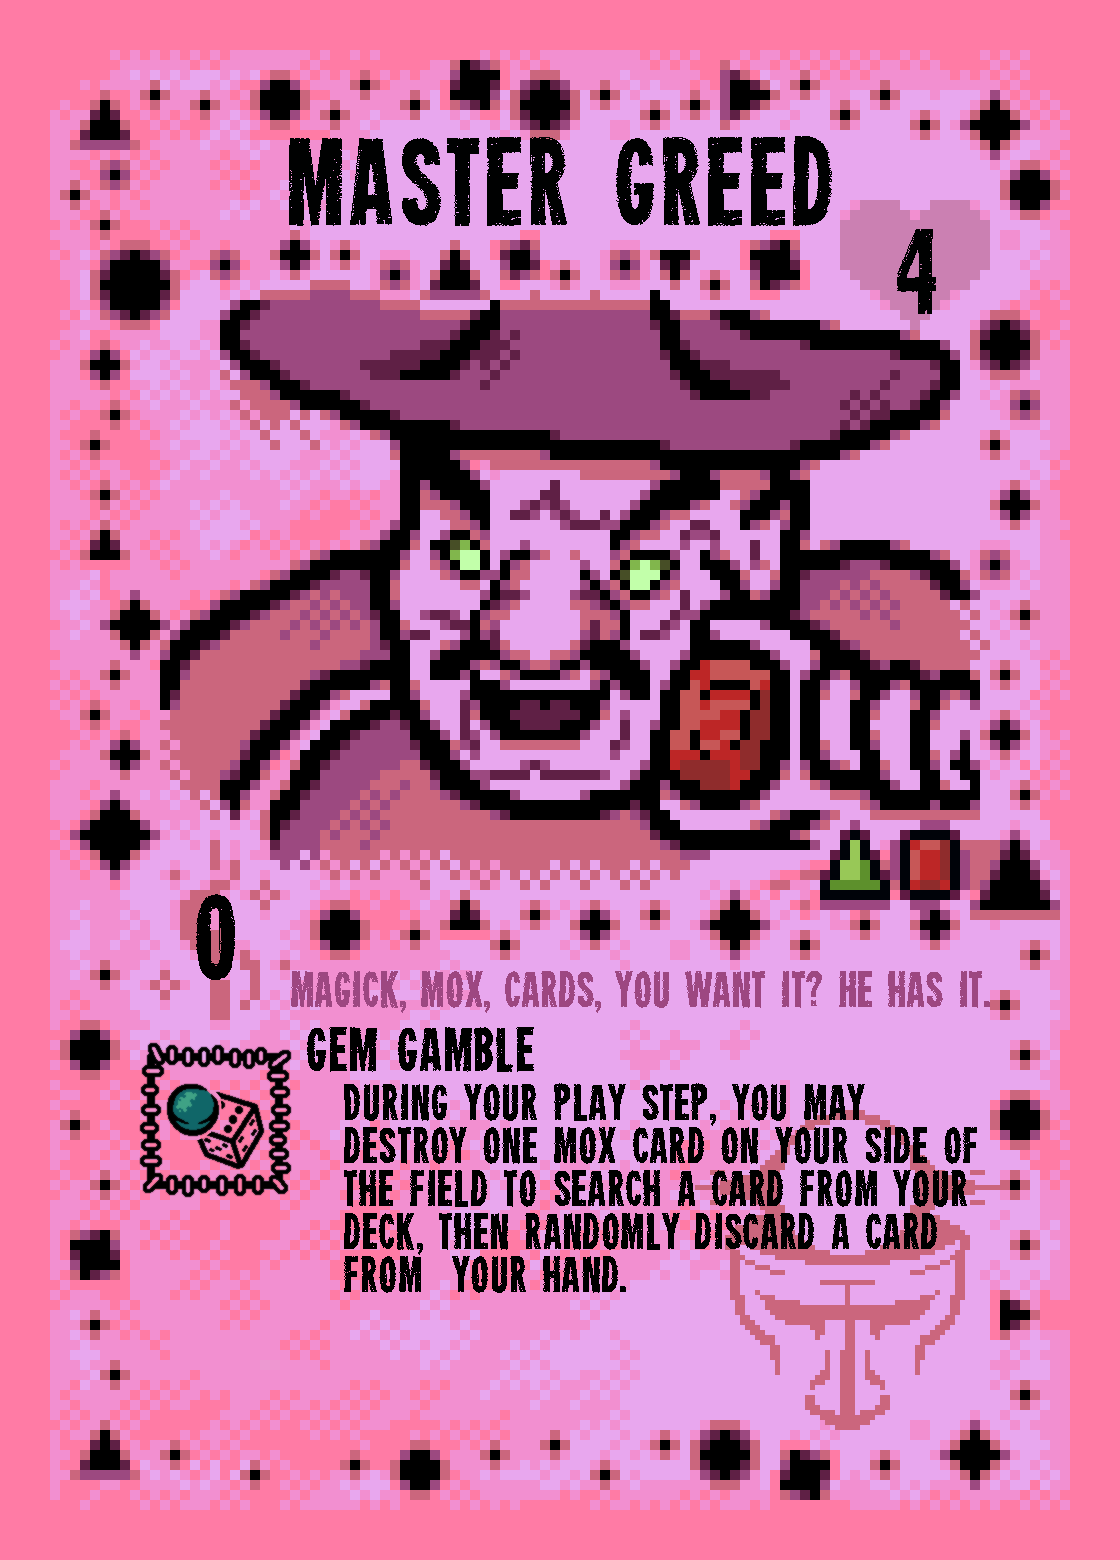 MASTER GREED
4
0
MAGICK, MOX, CARDS, YOU WANT IT? HE HAS IT.
GEM GAMBLE
DURING YOUR PLAY STEP, YOU MAY
DESTROY ONE MOX CARD ON YOUR SIDE OF
THE FIELD TO SEARCH A CARD FROM YOUR
DECK, THEN RANDOMLY DISCARD A CARD
FROM YOUR HAND.